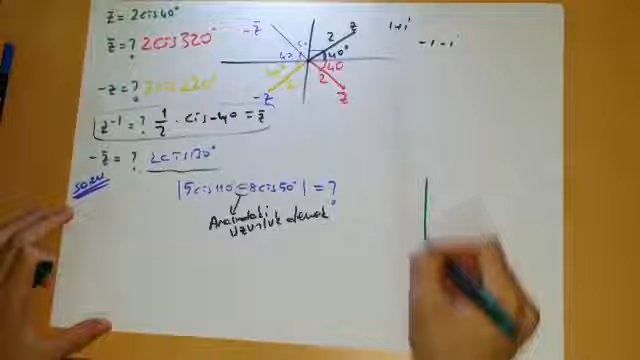 z = 2cis40°
z̄ = ? 2cis320°
-z = ? 2cis220°
z⁻¹ = ? 1/2 . cis-40 = z̄
-z̄ = ? 2cis130°
SORU
|5cis110 - 8cis50°| = ?
Aradaki
uzunluk demek
-z̄
z
2
40°
40
2
z̄
-z
1+i
-1-i